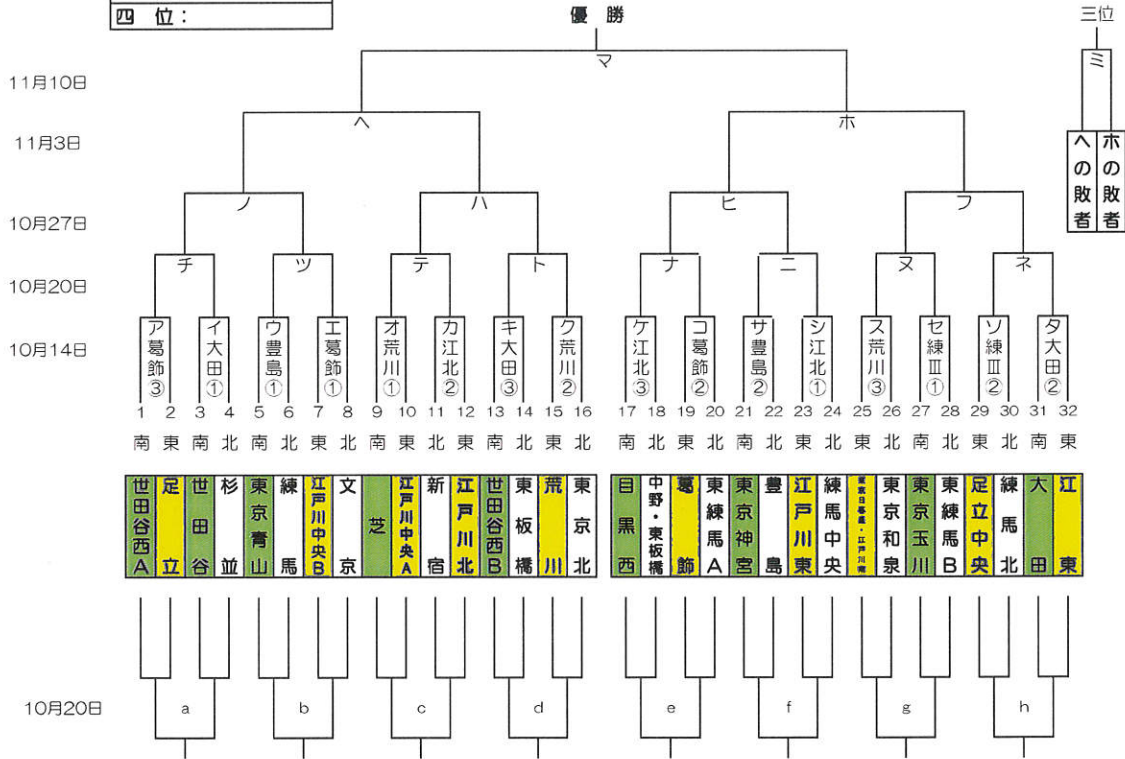 四 位：
優 勝
三位
マ
ミ
11月10日
ヘ
ホ
11月3日
への敗者
ホの敗者
ノ
ハ
ヒ
フ
10月27日
チ
ツ
テ
ト
ナ
ニ
ヌ
ネ
10月20日
10月14日
ア葛飾③
イ大田①
ウ豊島①
エ葛飾①
オ荒川①
カ江北②
キ大田③
ク荒川②
ケ江北③
コ葛飾②
サ豊島②
シ江北①
ス荒川③
セ練Ⅲ①
ソ練Ⅲ②
タ大田②
1 2 3 4 5 6 7 8 9 10 11 12 13 14 15 16 17 18 19 20 21 22 23 24 25 26 27 28 29 30 31 32
南 東 南 北 南 北 東 北 南 東 北 東 南 北 東 北 南 北 東 北 南 北 東 北 東 北 南 北 東 北 南 東
世田谷西A
足立
世田谷
杉並
東京青山
練馬
江戸川中央B
文京
芝
江戸川中央A
新宿
江戸川北
世田谷西B
東板橋
荒川
東京北
目黒西
中野・東板橋
葛飾
東練馬A
東京神宮
豊島
江戸川東
練馬中央
江戸川南
東京和泉
東京玉川
東練馬B
足立中央
練馬北
大田
江東
10月20日
a b c d e f g h